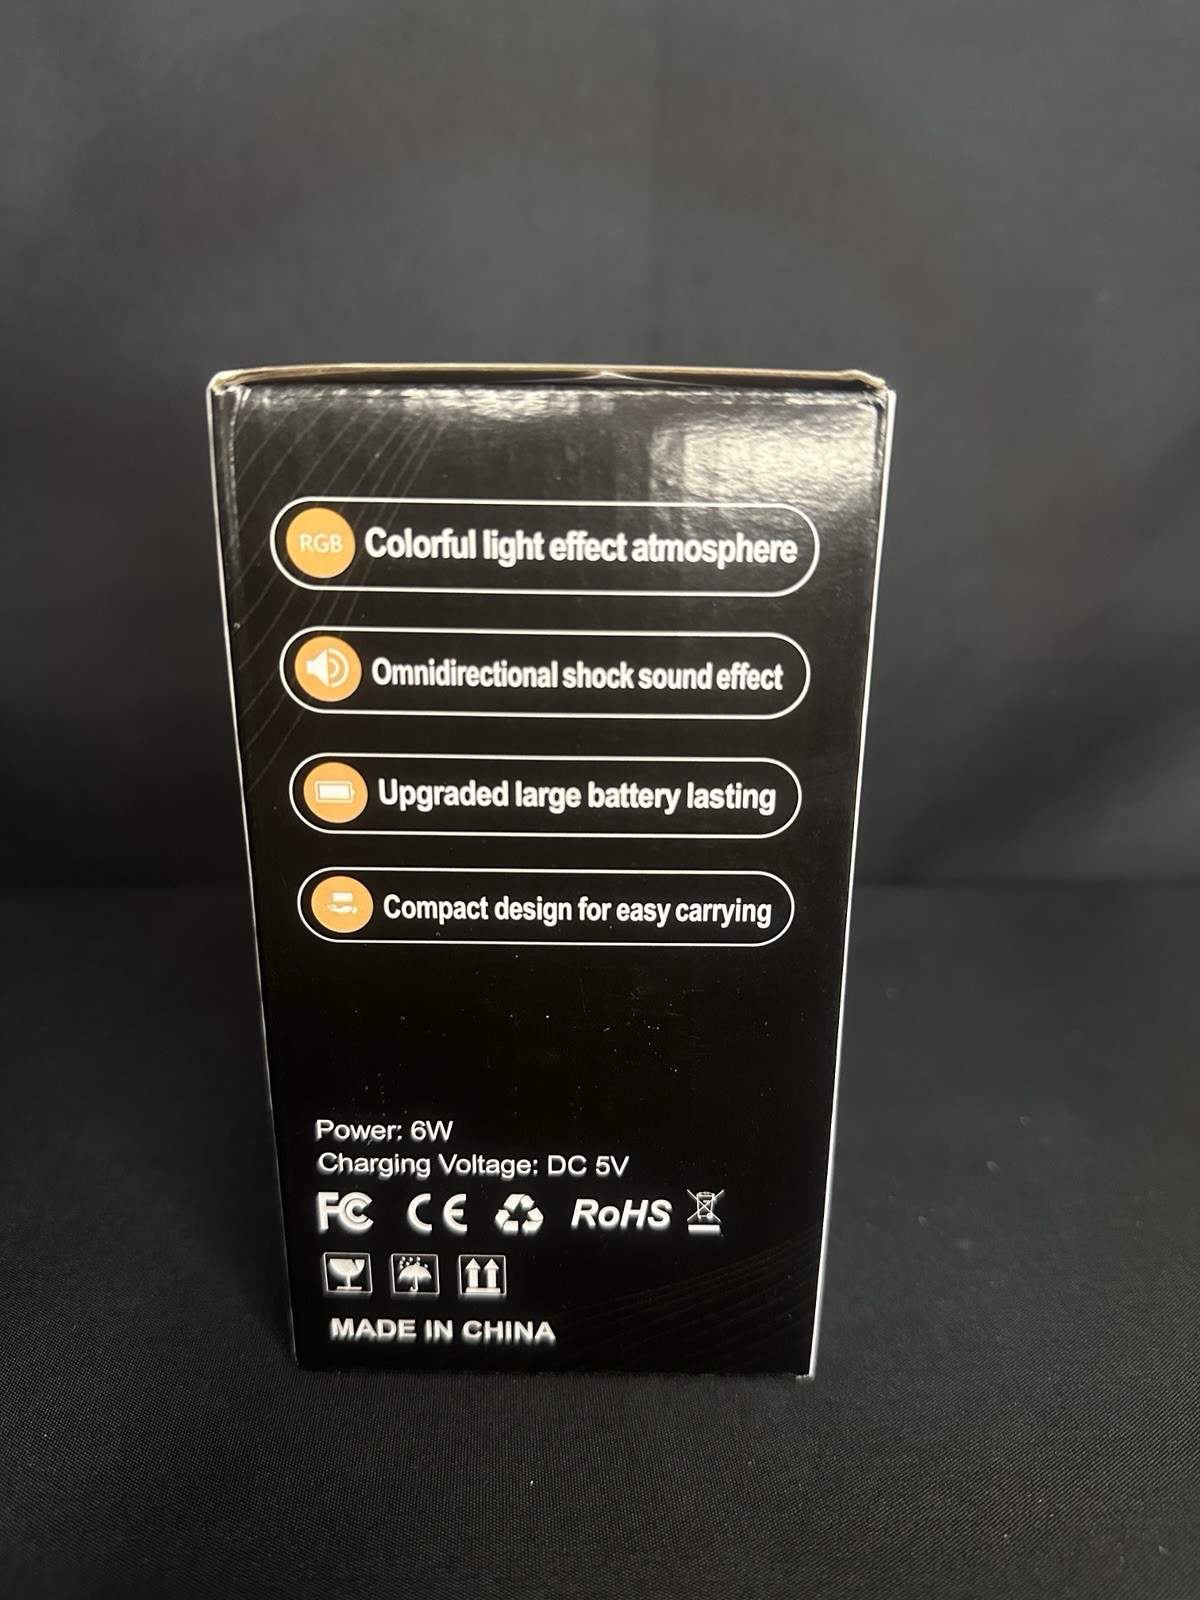 RGB Colorful light effect atmosphere
Omnidirectional shock sound effect
Upgraded large battery lasting
Compact design for easy carrying
Power: 6W
Charging Voltage: DC 5V
FC CE RoHS
MADE IN CHINA